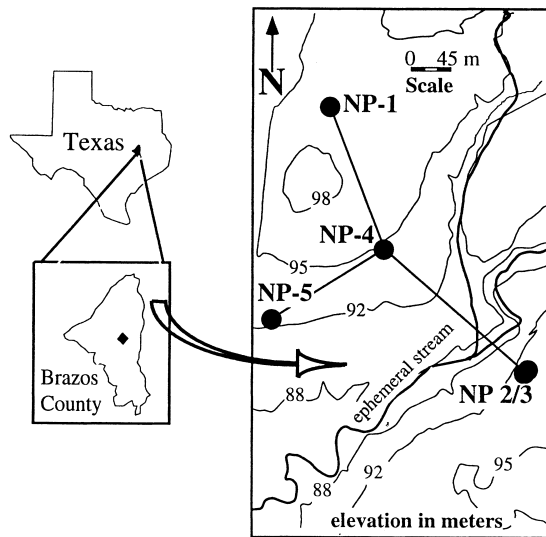 Texas
Brazos
County
N
0 45 m
Scale
NP-1
98
NP-4
95
NP-5
92
88
ephemeral stream
NP 2/3
88
92
95
elevation in meters